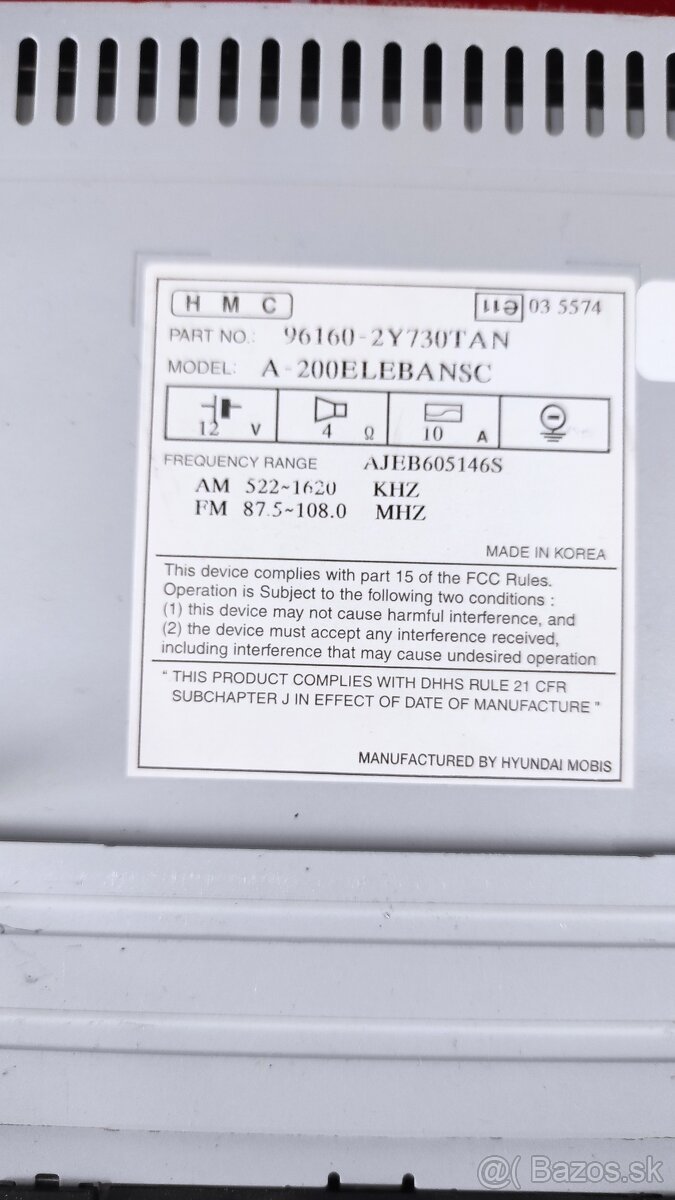 HMC e11 03 5574
PART NO.: 96160-2Y730TAN
MODEL: A-200ELEBANSC
12 V 4 Ω 10 A
FREQUENCY RANGE AJEB605146S
AM 522~1620 KHZ
FM 87.5~108.0 MHZ
MADE IN KOREA
This device complies with part 15 of the FCC Rules.
Operation is Subject to the following two conditions :
(1) this device may not cause harmful interference, and
(2) the device must accept any interference received,
including interference that may cause undesired operation
" THIS PRODUCT COMPLIES WITH DHHS RULE 21 CFR
SUBCHAPTER J IN EFFECT OF DATE OF MANUFACTURE "
MANUFACTURED BY HYUNDAI MOBIS
@( Bazos.sk